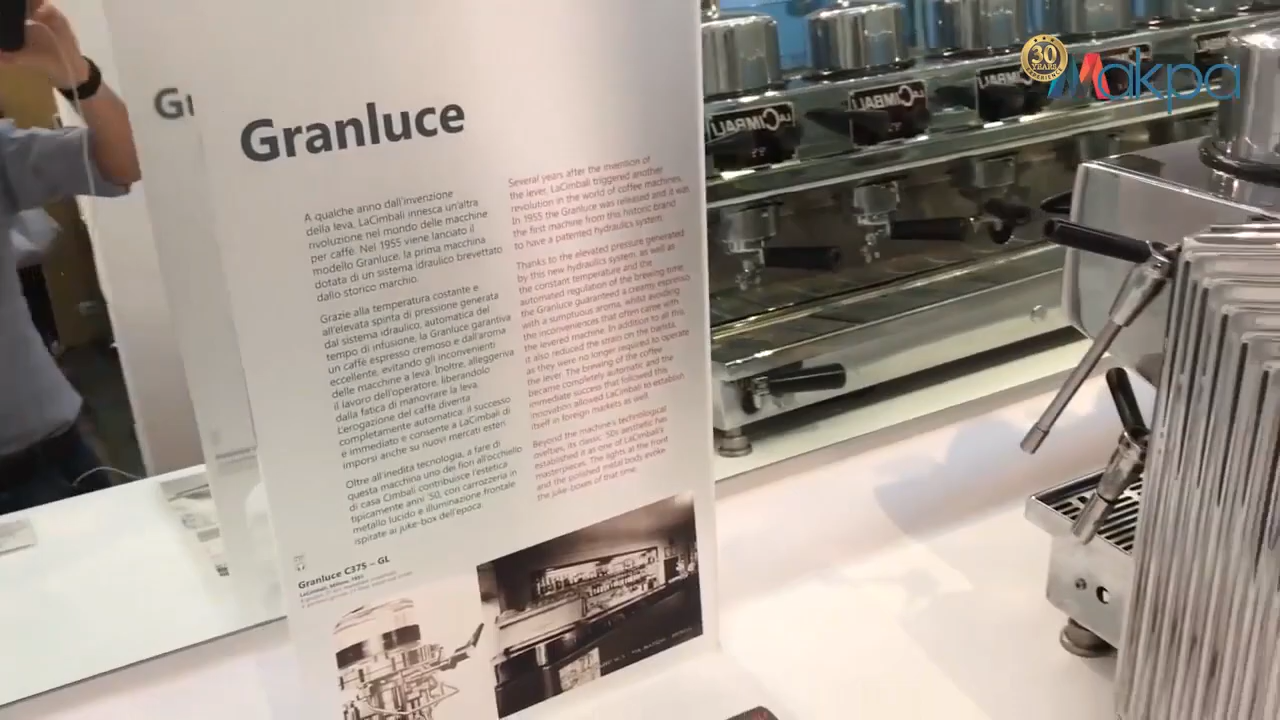 30
YEARS
EXPERIENCE
Makpa
Granluce
A qualche anno dall'invenzione
della leva, LaCimbali innesca un'altra
rivoluzione nel mondo delle macchine
per caffè. Nel 1955 viene lanciato il
modello Granluce, la prima macchina
dotata di un sistema idraulico brevettato
dallo storico marchio.
Grazie alla temperatura costante e
all'elevata spinta di pressione generata
dal sistema idraulico, automatica del
tempo di infusione, la Granluce garantiva
un caffè espresso cremoso e dall'aroma
eccellente, evitando gli inconvenienti
delle macchine a leva. Inoltre, alleggeriva
il lavoro dell'operatore, liberandolo
dalla fatica di manovrare la leva.
L'erogazione del caffè diventa
completamente automatica: il successo
è immediato e consente a LaCimbali di
imporsi anche su nuovi mercati esteri.
Oltre all'inedita tecnologia, a fare di
questa macchina uno dei fiori all'occhiello
di casa Cimbali contribuisce l'estetica
tipicamente anni '50, con carrozzeria in
metallo lucido e illuminazione frontale
ispirate ai juke-box dell'epoca.
Several years after the invention of
the lever, LaCimbali triggered another
revolution in the world of coffee machines.
In 1955 the Granluce was released and it was
the first machine from this historic brand
to have a patented hydraulics system.
Thanks to the elevated pressure generated
by this new hydraulics system, as well as
the constant temperature and the
automated regulation of the brewing time,
the Granluce guaranteed a creamy espresso
with a sumptuous aroma, whilst avoiding
the inconveniences that often came with
the levered machine. In addition to all this,
it also reduced the strain on the barista,
as they were no longer required to operate
the lever. The brewing of the coffee
became completely automatic and the
immediate success that followed this
innovation allowed LaCimbali to establish
itself in foreign markets as well.
Beyond the machine's technological
novelties, its classic '50s aesthetic has
established it as one of LaCimbali's
masterpieces. The lights at the front
and the polished metal body evoke
the juke-boxes of that time.
Granluce C37S – GL
LaCimbali, Milano, 1955
LACIMBALI
LACIMBALI
LACIMBALI
Gr